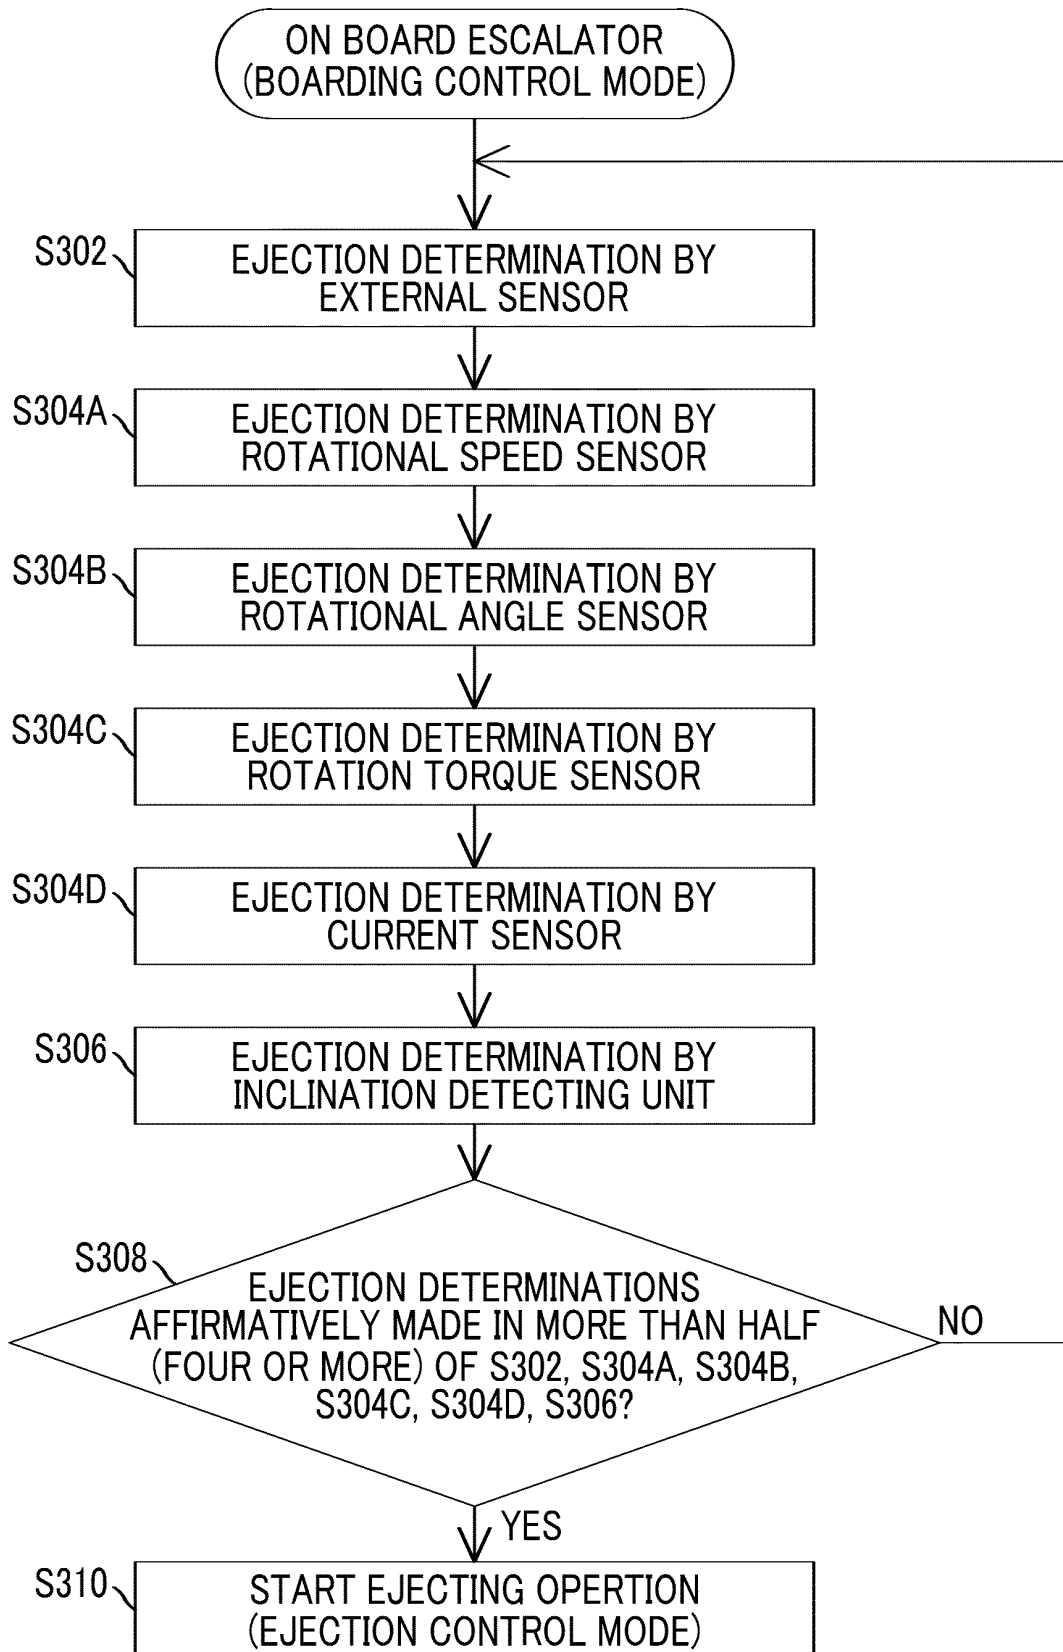 ON BOARD ESCALATOR
(BOARDING CONTROL MODE)
S302
EJECTION DETERMINATION BY
EXTERNAL SENSOR
S304A
EJECTION DETERMINATION BY
ROTATIONAL SPEED SENSOR
S304B
EJECTION DETERMINATION BY
ROTATIONAL ANGLE SENSOR
S304C
EJECTION DETERMINATION BY
ROTATION TORQUE SENSOR
S304D
EJECTION DETERMINATION BY
CURRENT SENSOR
S306
EJECTION DETERMINATION BY
INCLINATION DETECTING UNIT
S308
EJECTION DETERMINATIONS
AFFIRMATIVELY MADE IN MORE THAN HALF
(FOUR OR MORE) OF S302, S304A, S304B,
S304C, S304D, S306?
NO
YES
S310
START EJECTING OPERTION
(EJECTION CONTROL MODE)